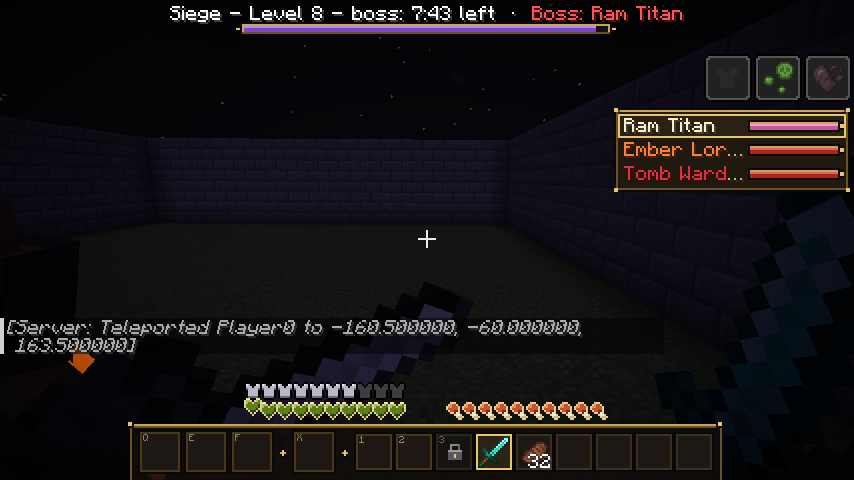 Siege – Level 8 – boss: 7:43 left · Boss: Ram Titan
Ram Titan
Ember Lor...
Tomb Ward...
[Server: Teleported Player0 to -160.500000, -60.000000,
163.500000]
Q E F X 1 2 3
32